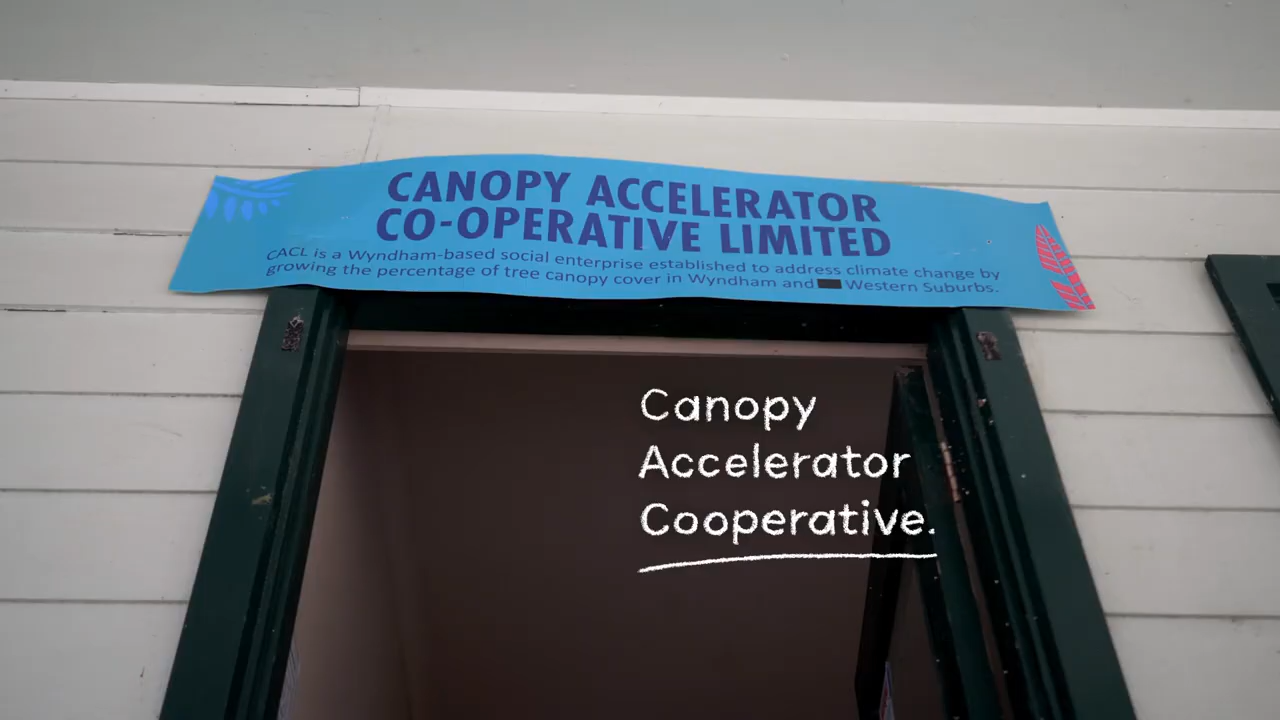 CANOPY ACCELERATOR
CO-OPERATIVE LIMITED
CACL is a Wyndham-based social enterprise established to address climate change by
growing the percentage of tree canopy cover in Wyndham and Western Suburbs.
Canopy
Accelerator
Cooperative.